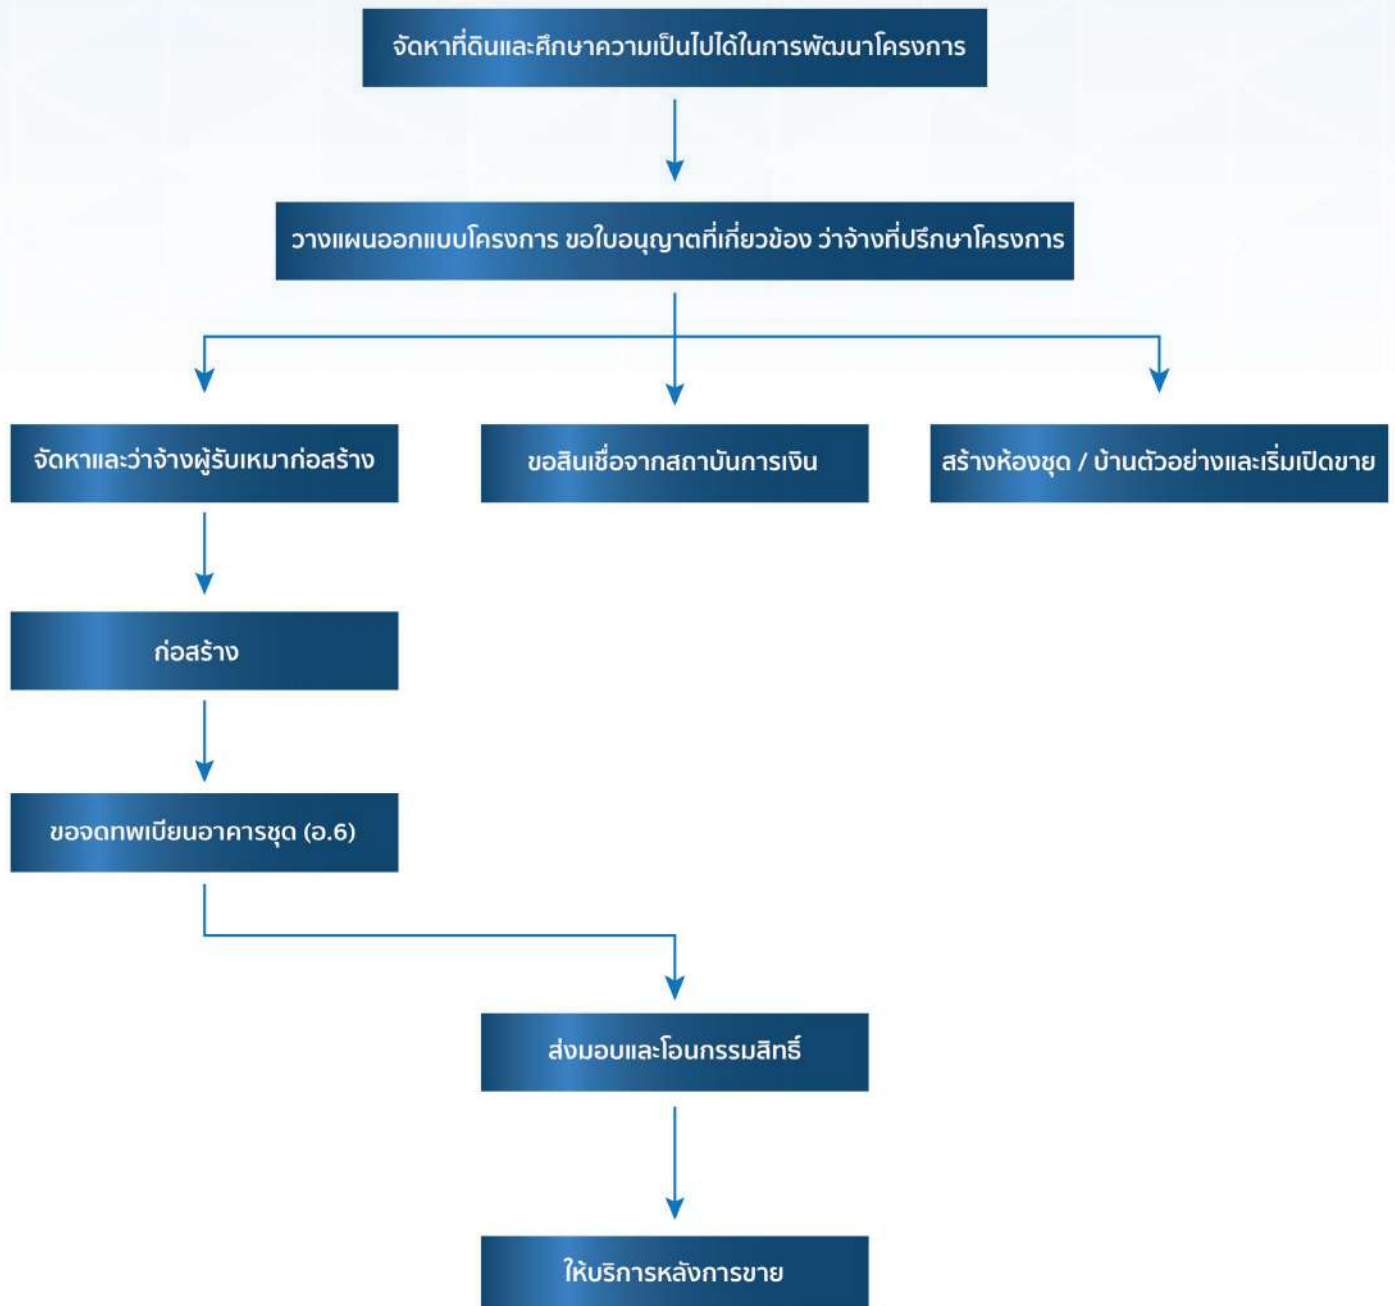 จัดหาที่ดินและศึกษาความเป็นไปได้ในการพัฒนาโครงการ
วางแผนออกแบบโครงการ ขอใบอนุญาตที่เกี่ยวข้อง ว่าจ้างที่ปรึกษาโครงการ
จัดหาและว่าจ้างผู้รับเหมาก่อสร้าง
ขอสินเชื่อจากสถาบันการเงิน
สร้างห้องชุด / บ้านตัวอย่างและเริ่มเปิดขาย
ก่อสร้าง
ขอจดทพเบียนอาคารชุด (อ.6)
ส่งมอบและโอนกรรมสิทธิ์
ให้บริการหลังการขาย